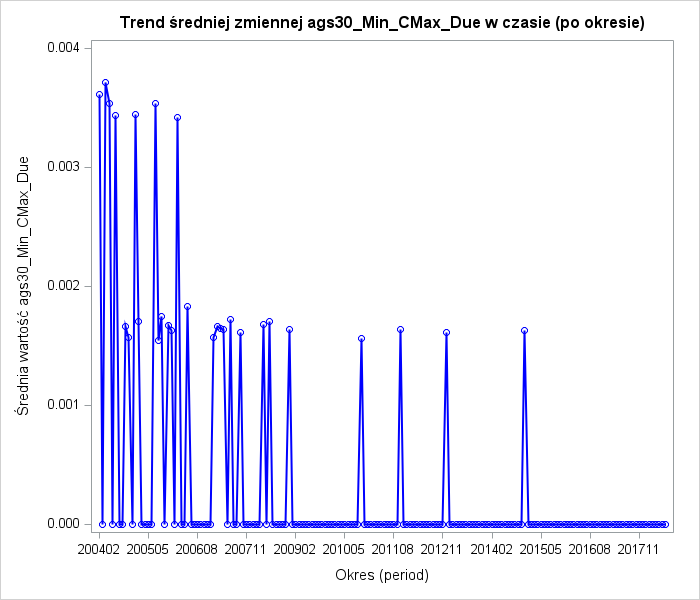 Trend średniej zmiennej ags30_Min_CMax_Due w czasie (po okresie)
0.004
0.003
0.002
0.001
0.000
Średnia wartość ags30_Min_CMax_Due
200402 200505 200608 200711 200902 201005 201108 201211 201402 201505 201608 201711
Okres (period)